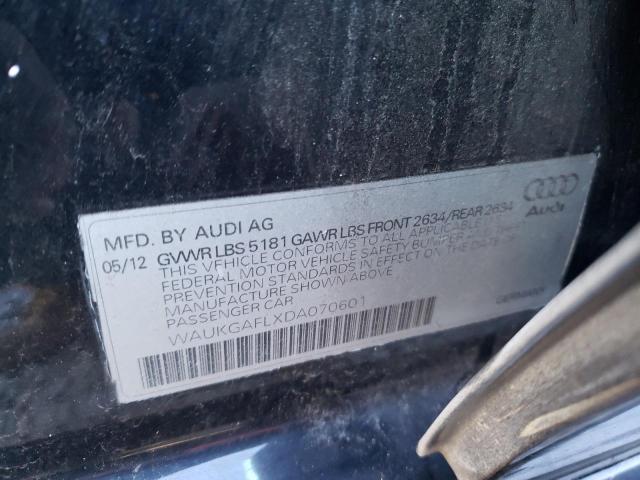 MFD. BY AUDI AG
05/12 GVWR LBS 5181 GAWR LBS FRONT 2634/REAR 2634
THIS VEHICLE CONFORMS TO ALL APPLICABLE
FEDERAL MOTOR VEHICLE SAFETY BUMPER AND THEFT
PREVENTION STANDARDS IN EFFECT ON THE DATE OF
MANUFACTURE SHOWN ABOVE
PASSENGER CAR
WAUKGAFLXDA070601
GERMANY
Audi